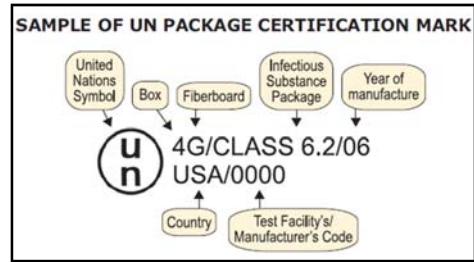 SAMPLE OF UN PACKAGE CERTIFICATION MARK
United
Nations
Symbol
Box
Fiberboard
Infectious
Substance
Package
Year of
manufacture
u
n
4G/CLASS 6.2/06
USA/0000
Country
Test Facility's/
Manufacturer's Code